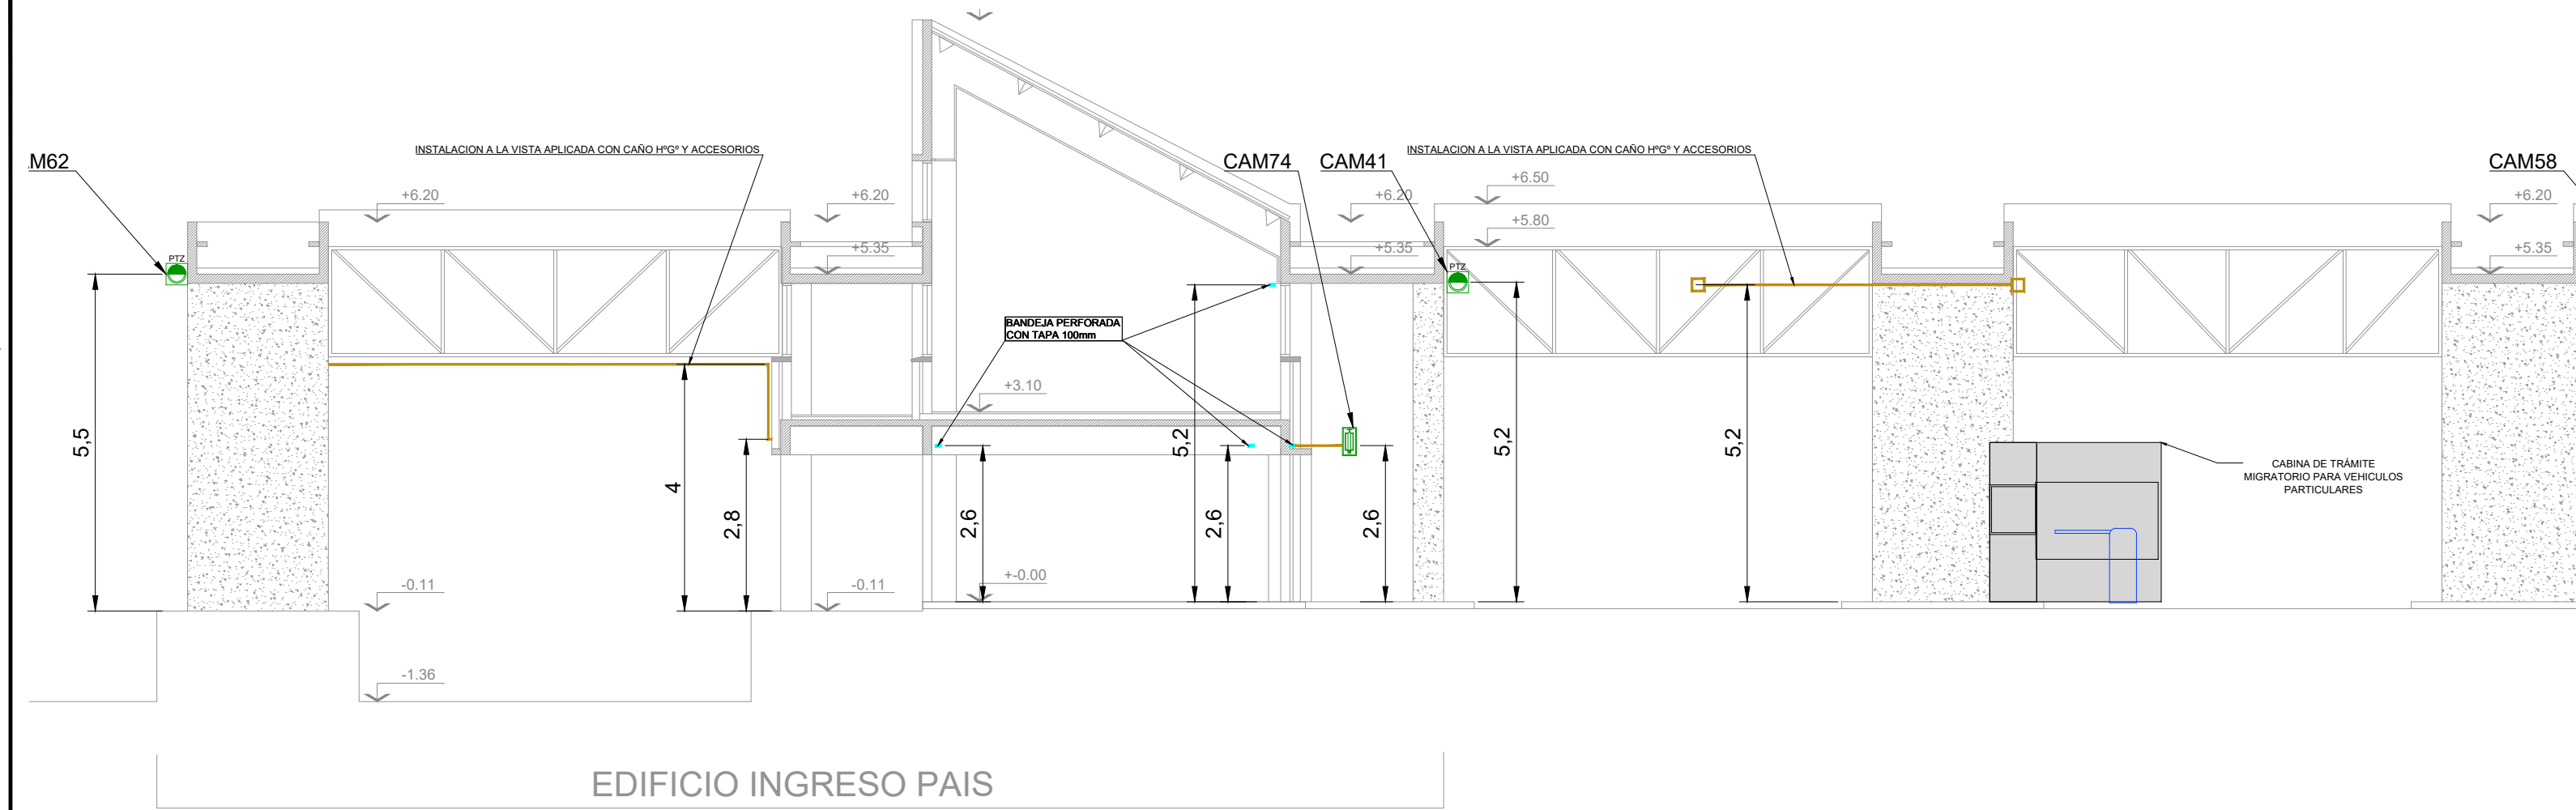 .M62
INSTALACION A LA VISTA APLICADA CON CAÑO HºGº Y ACCESORIOS
CAM74
CAM41
INSTALACION A LA VISTA APLICADA CON CAÑO HºGº Y ACCESORIOS
CAM58
+6.20
+6.20
+6.20
+6.50
+6.20
+5.80
PTZ
+5.35
+5.35
PTZ
+5.35
BANDEJA PERFORADA
CON TAPA 100mm
+3.10
5,5
4
2,8
2,6
5,2
2,6
2,6
5,2
5,2
CABINA DE TRÁMITE
MIGRATORIO PARA VEHICULOS
PARTICULARES
-0.11
-0.11
+-0.00
-1.36
EDIFICIO INGRESO PAIS